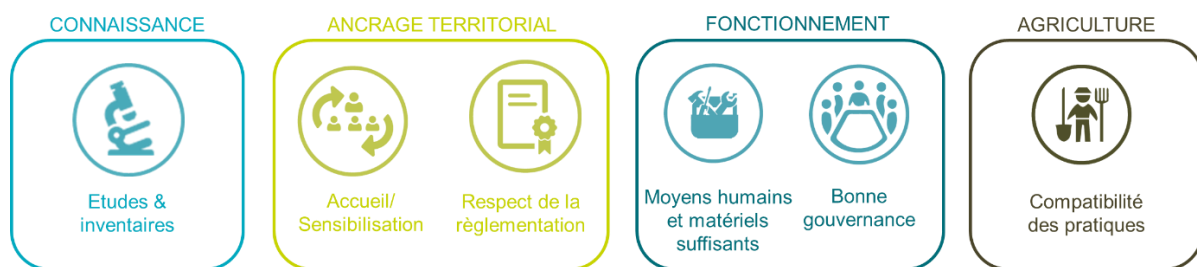 CONNAISSANCE
Etudes &
inventaires
ANCRAGE TERRITORIAL
Accueil/
Sensibilisation
Respect de la
règlementation
FONCTIONNEMENT
Moyens humains
et matériels
suffisants
Bonne
gouvernance
AGRICULTURE
Compatibilité
des pratiques